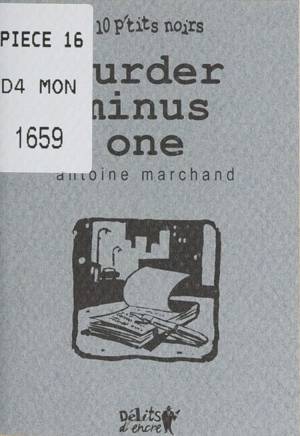 10 p'tits noirs
PIECE 16
D4 MON
1659
urder
minus
one
antoine marchand
Délits
d'encre